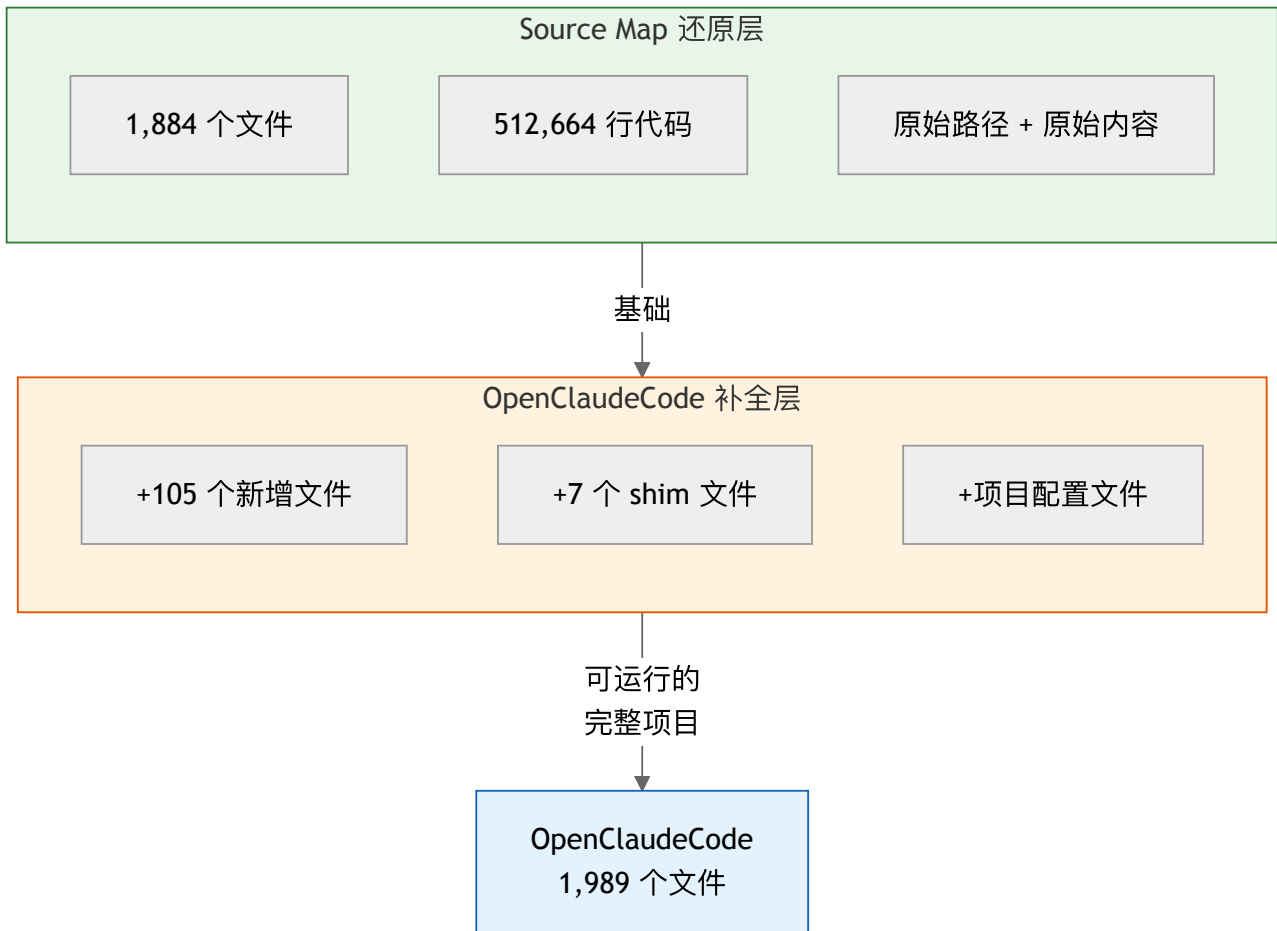 Source Map 还原层
1,884 个文件
512,664 行代码
原始路径 + 原始内容
基础
OpenClaudeCode 补全层
+105 个新增文件
+7 个 shim 文件
+项目配置文件
可运行的
完整项目
OpenClaudeCode
1,989 个文件